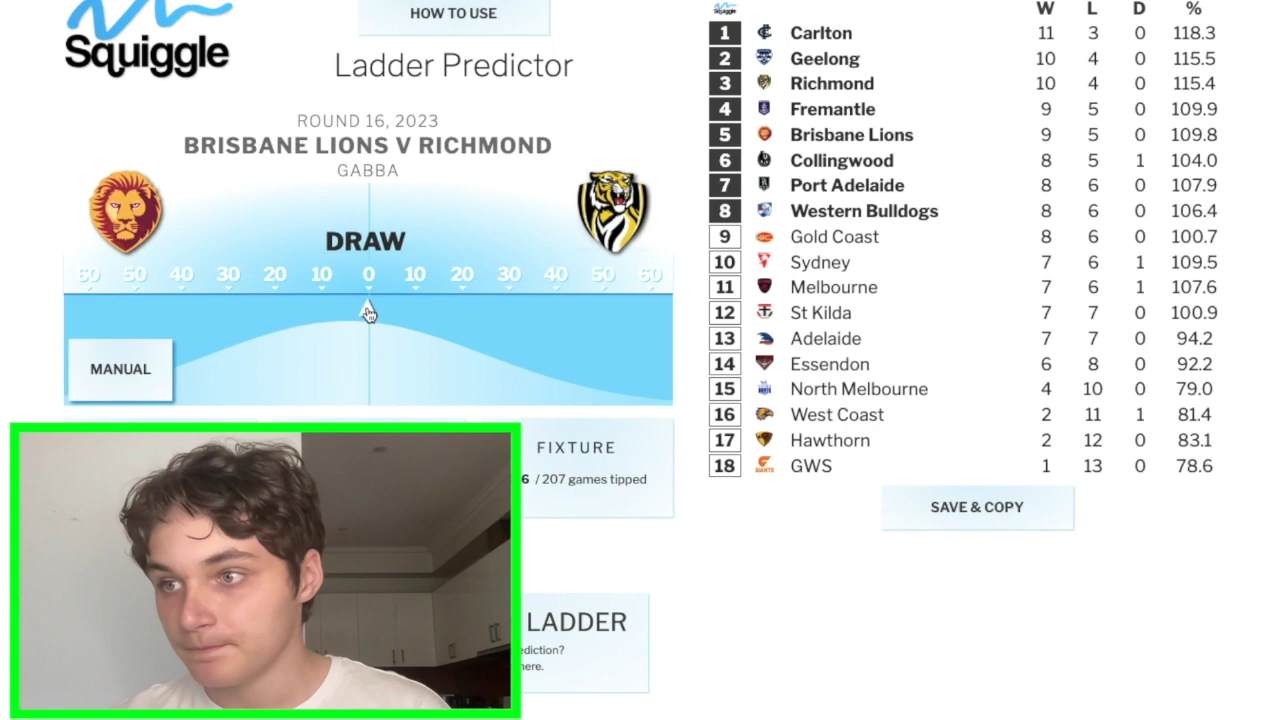 Squiggle
HOW TO USE
Ladder Predictor
ROUND 16, 2023
BRISBANE LIONS V RICHMOND
GABBA
DRAW
60 50 40 30 20 10 0 10 20 30 40 50 60
MANUAL
FIXTURE
6 / 207 games tipped
LADDER
ediction?
here.
Squiggle W L D %
1 Carlton 11 3 0 118.3
2 Geelong 10 4 0 115.5
3 Richmond 10 4 0 115.4
4 Fremantle 9 5 0 109.9
5 Brisbane Lions 9 5 0 109.8
6 Collingwood 8 5 1 104.0
7 Port Adelaide 8 6 0 107.9
8 Western Bulldogs 8 6 0 106.4
9 Gold Coast 8 6 0 100.7
10 Sydney 7 6 1 109.5
11 Melbourne 7 6 1 107.6
12 St Kilda 7 7 0 100.9
13 Adelaide 7 7 0 94.2
14 Essendon 6 8 0 92.2
15 North Melbourne 4 10 0 79.0
16 West Coast 2 11 1 81.4
17 Hawthorn 2 12 0 83.1
18 GWS 1 13 0 78.6
SAVE & COPY